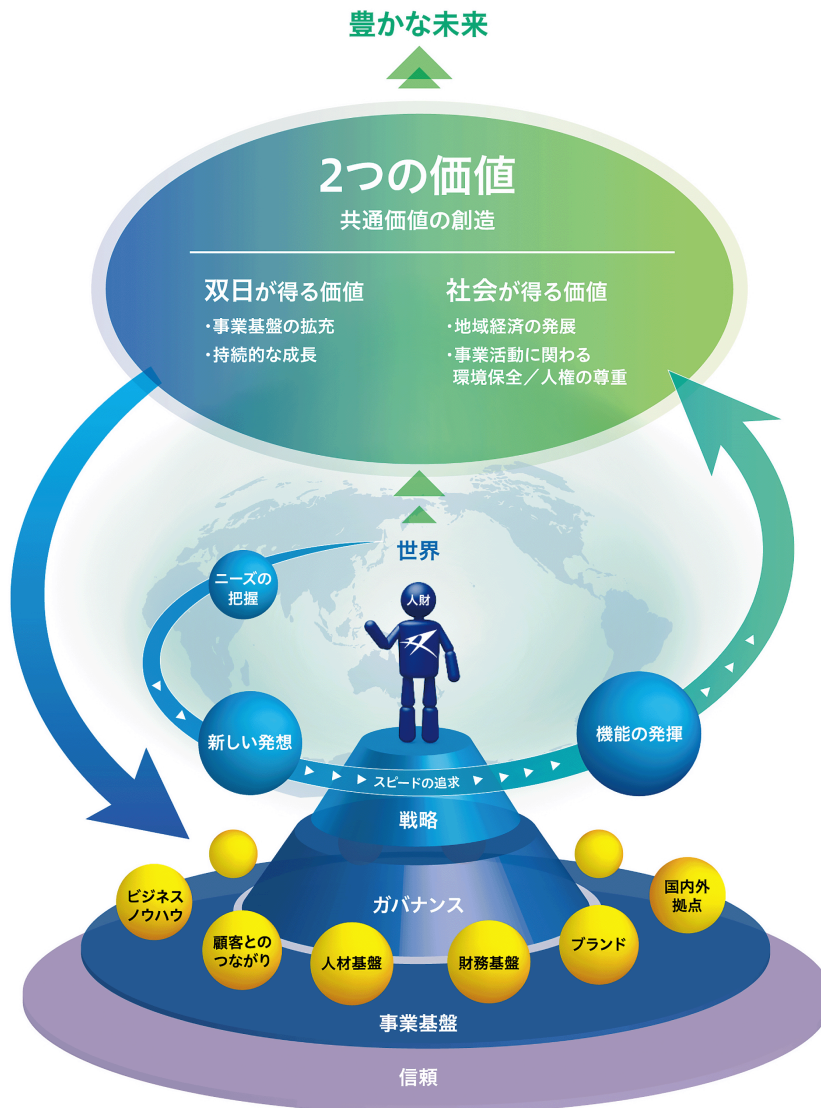 豊かな未来
2つの価値
共通価値の創造
双日が得る価値
・事業基盤の拡充
・持続的な成長
社会が得る価値
・地域経済の発展
・事業活動に関わる
環境保全／人権の尊重
世界
ニーズの
把握
人財
新しい発想
機能の発揮
スピードの追求
戦略
ガバナンス
ビジネス
ノウハウ
顧客との
つながり
人材基盤
財務基盤
ブランド
国内外
拠点
事業基盤
信頼